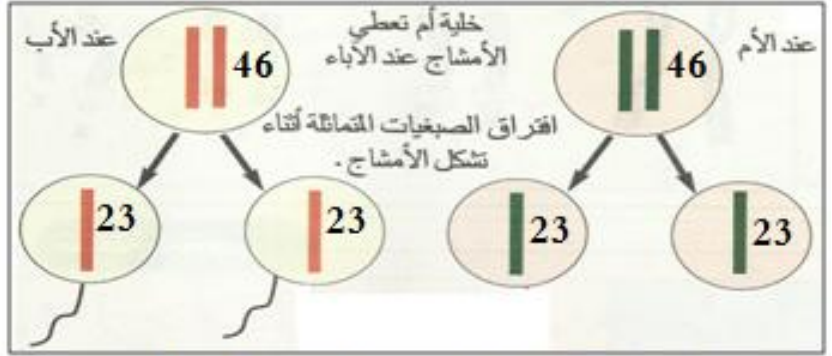 عند الأم
خلية أم تعطي
الأمشاج عند الآباء
عند الأب
46
46
افتراق الصبغيات المتماثلة أثناء
تشكل الأمشاج .
23
23
23
23